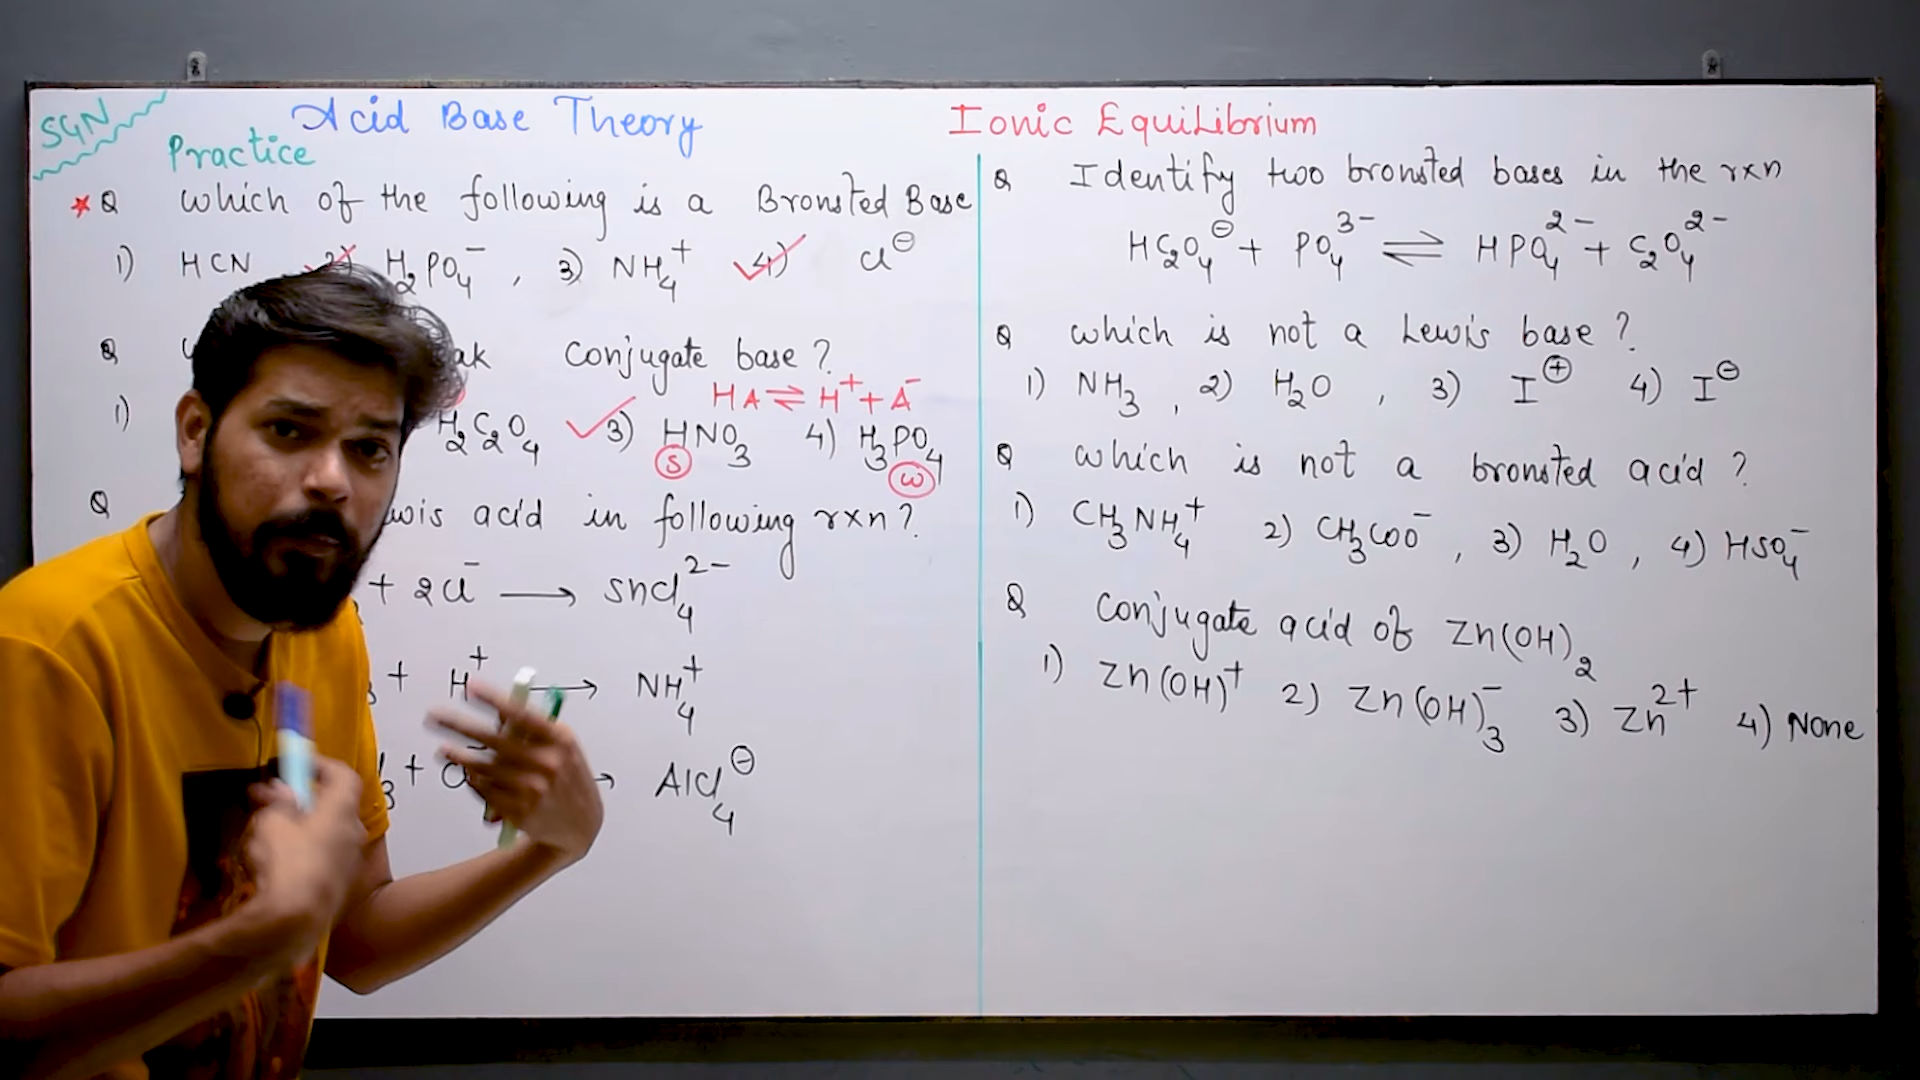 SGN
Acid Base Theory
Practice
*Q which of the following is a Bronsted Base
1) HCN 2) H₂PO₄⁻ , 3) NH₄⁺ 4) Cl⊖
Q conjugate base ?
HA ⇌ H⁺ + A⁻
1) H₂C₂O₄ 3) HNO₃ 4) H₃PO₄
S W
Q acid in following rxn ?
+ 2Cl⁻ ⟶ SnCl₄²⁻
₃ + H⁺ ⟶ NH₄⁺
₃ + ⟶ AlCl₄⊖
Ionic Equilibrium
Q Identify two bronsted bases in the rxn
HC₂O₄⊖ + PO₄³⁻ ⇌ HPO₄²⁻ + C₂O₄²⁻
Q which is not a Lewis base ?
1) NH₃ , 2) H₂O , 3) I⊕ 4) I⊖
Q which is not a bronsted acid ?
1) CH₃NH₄⁺ 2) CH₃COO⁻ , 3) H₂O , 4) HSO₄⁻
Q Conjugate acid of Zn(OH)₂
1) Zn(OH)⁺ 2) Zn(OH)₃⁻ 3) Zn²⁺ 4) None